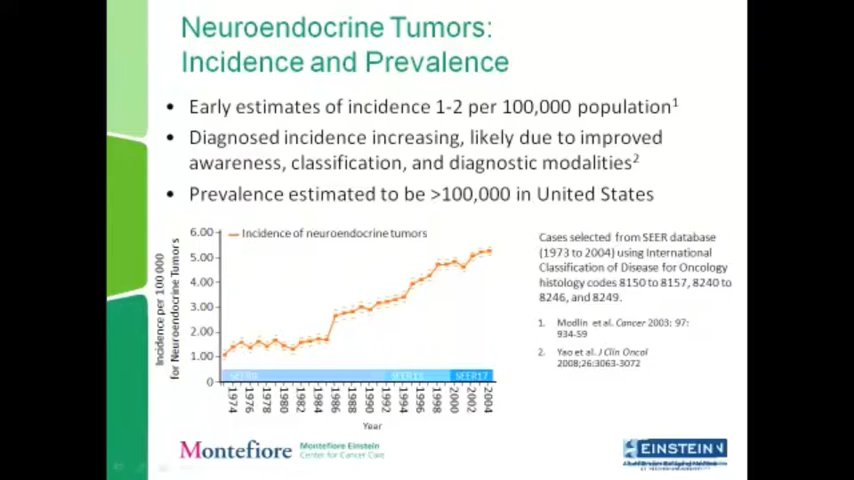 Neuroendocrine Tumors:
Incidence and Prevalence
• Early estimates of incidence 1-2 per 100,000 population1
• Diagnosed incidence increasing, likely due to improved
awareness, classification, and diagnostic modalities2
• Prevalence estimated to be >100,000 in United States
Incidence per 100 000
for Neuroendocrine Tumors
6.00
5.00
4.00
3.00
2.00
1.00
0
Incidence of neuroendocrine tumors
SEER9
SEER13
SEER17
1974
1976
1978
1980
1982
1984
1986
1988
1990
1992
1994
1996
1998
2000
2002
2004
Year
Cases selected from SEER database
(1973 to 2004) using International
Classification of Disease for Oncology
histology codes 8150 to 8157, 8240 to
8246, and 8249.
1. Modlin et al. Cancer 2003; 97:
934-59
2. Yao et al. J Clin Oncol
2008;26:3063-3072
Montefiore
Montefiore Einstein
Center for Cancer Care
EINSTEIN